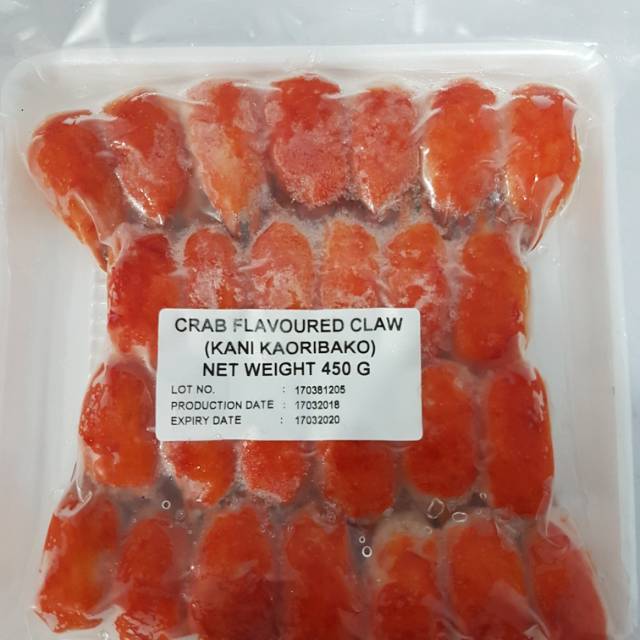 CRAB FLAVOURED CLAW
(KANI KAORIBAKO)
NET WEIGHT 450 G
LOT NO. : 170381205
PRODUCTION DATE : 17032018
EXPIRY DATE : 17032020